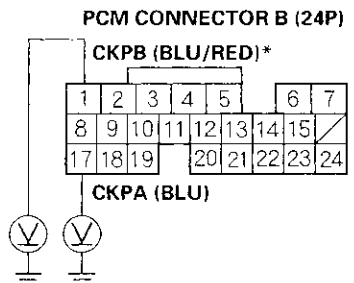 PCM CONNECTOR B (24P)
CKPB (BLU/RED)*
1 2 3 4 5 6 7
8 9 10 11 12 13 14 15
17 18 19 20 21 22 23 24
CKPA (BLU)
V V